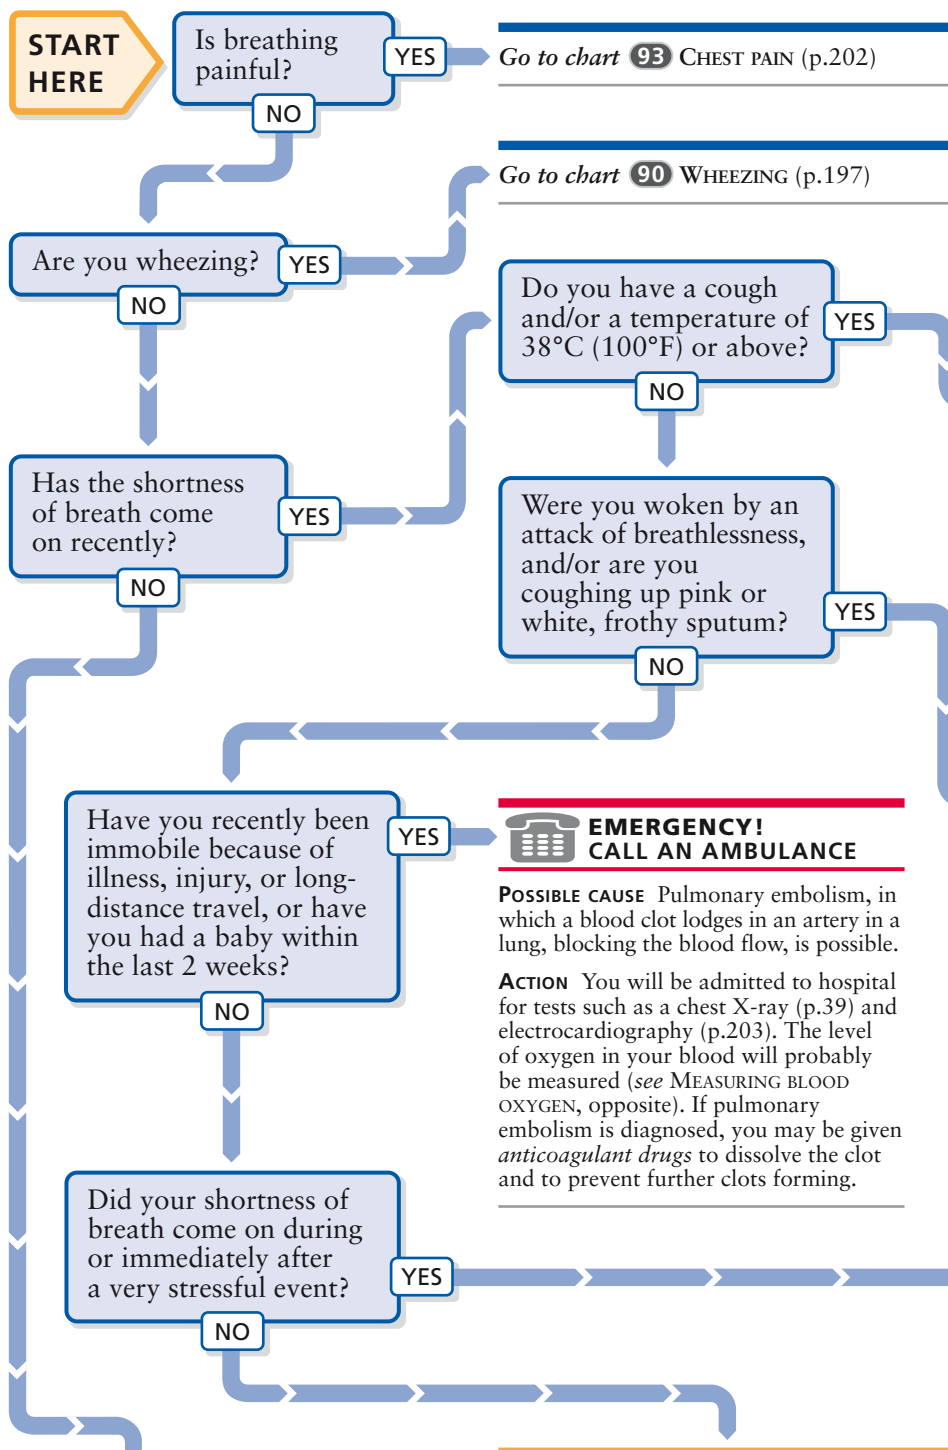 START
HERE
Is breathing
painful?
YES
Go to chart 93 CHEST PAIN (p.202)
NO
Go to chart 90 WHEEZING (p.197)
Are you wheezing?
YES
NO
Do you have a cough
and/or a temperature of
38°C (100°F) or above?
YES
NO
Has the shortness
of breath come
on recently?
YES
NO
Were you woken by an
attack of breathlessness,
and/or are you
coughing up pink or
white, frothy sputum?
YES
NO
Have you recently been
immobile because of
illness, injury, or long-
distance travel, or have
you had a baby within
the last 2 weeks?
YES
NO
EMERGENCY!
CALL AN AMBULANCE
POSSIBLE CAUSE Pulmonary embolism, in
which a blood clot lodges in an artery in a
lung, blocking the blood flow, is possible.
ACTION You will be admitted to hospital
for tests such as a chest X-ray (p.39) and
electrocardiography (p.203). The level
of oxygen in your blood will probably
be measured (see MEASURING BLOOD
OXYGEN, opposite). If pulmonary
embolism is diagnosed, you may be given
anticoagulant drugs to dissolve the clot
and to prevent further clots forming.
Did your shortness of
breath come on during
or immediately after
a very stressful event?
YES
NO